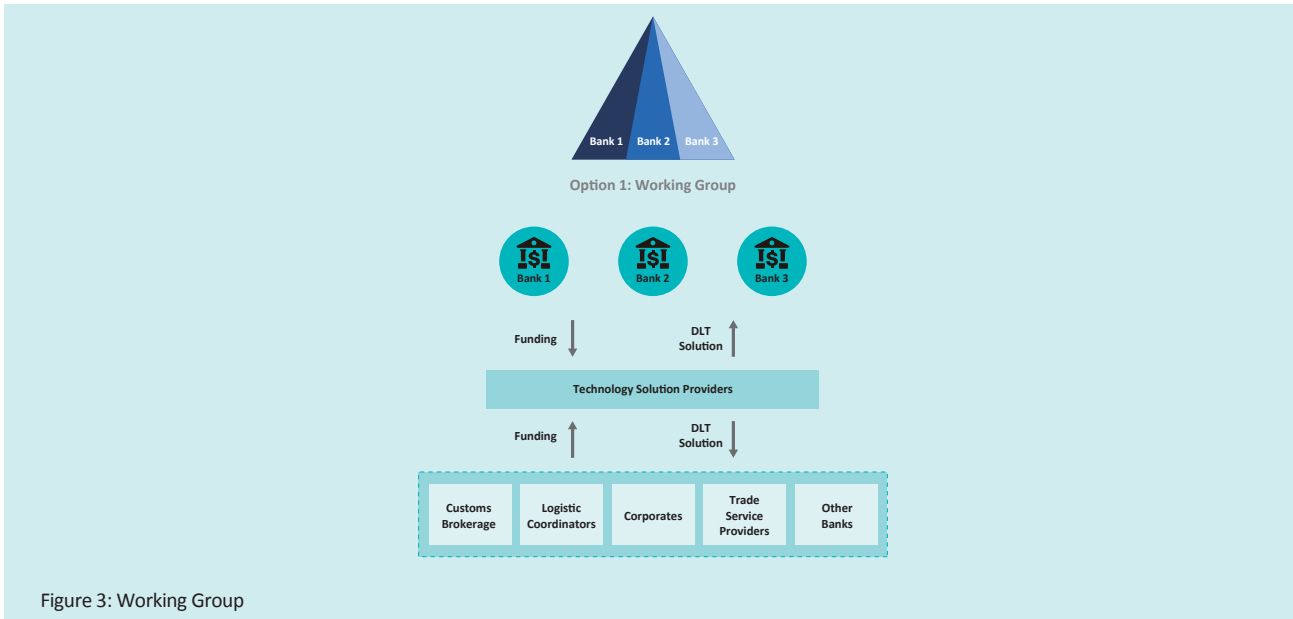 Bank 1 Bank 2 Bank 3
Option 1: Working Group
$ $ $
Bank 1 Bank 2 Bank 3
Funding
DLT
Solution
Technology Solution Providers
Funding
DLT
Solution
Customs
Brokerage
Logistic
Coordinators
Corporates
Trade
Service
Providers
Other
Banks
Figure 3: Working Group